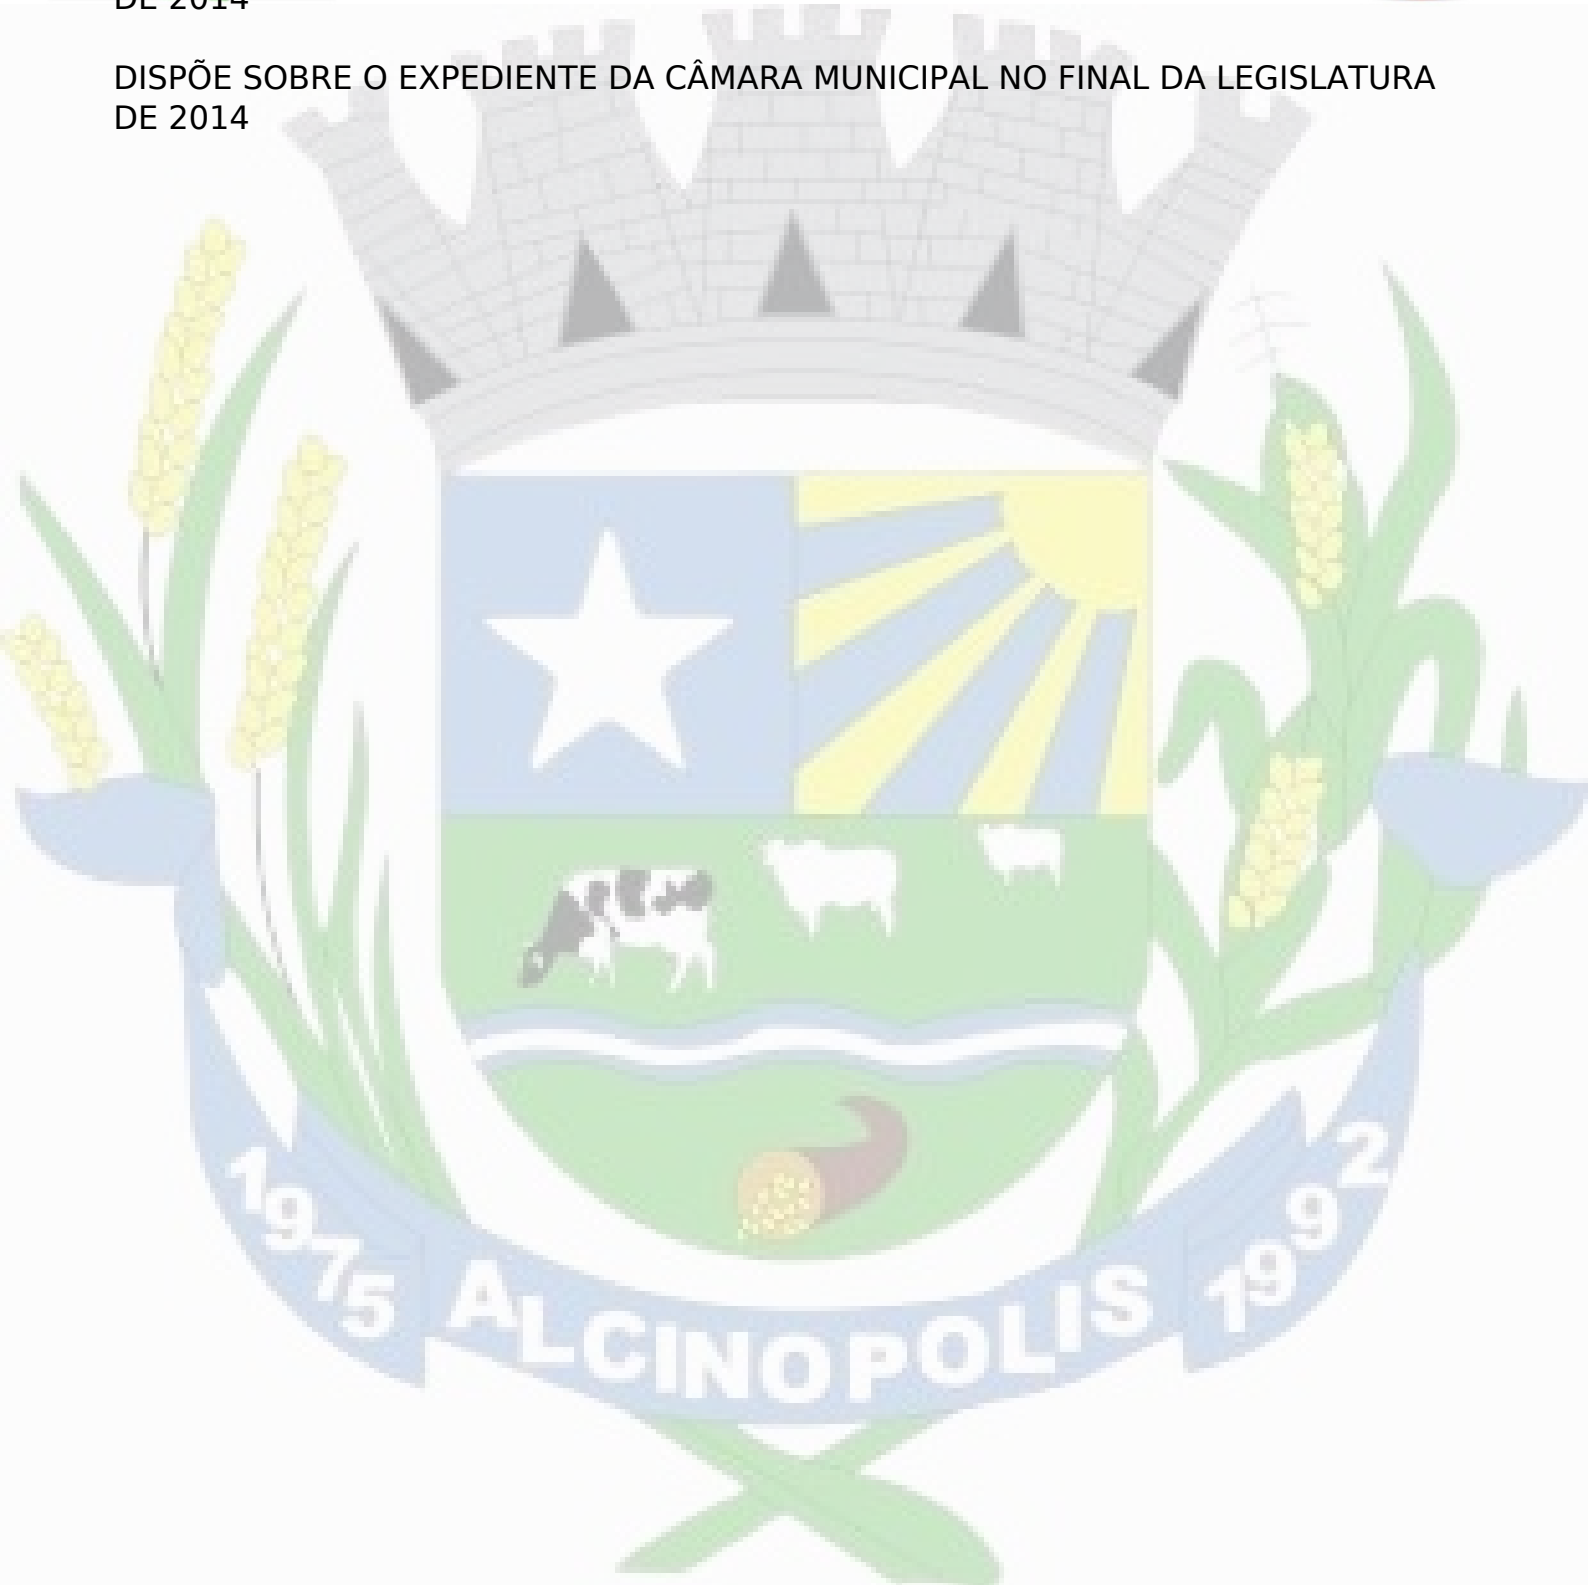 DE 2014
DISPÕE SOBRE O EXPEDIENTE DA CÂMARA MUNICIPAL NO FINAL DA LEGISLATURA
DE 2014
1975 ALCINOPOLIS 1992